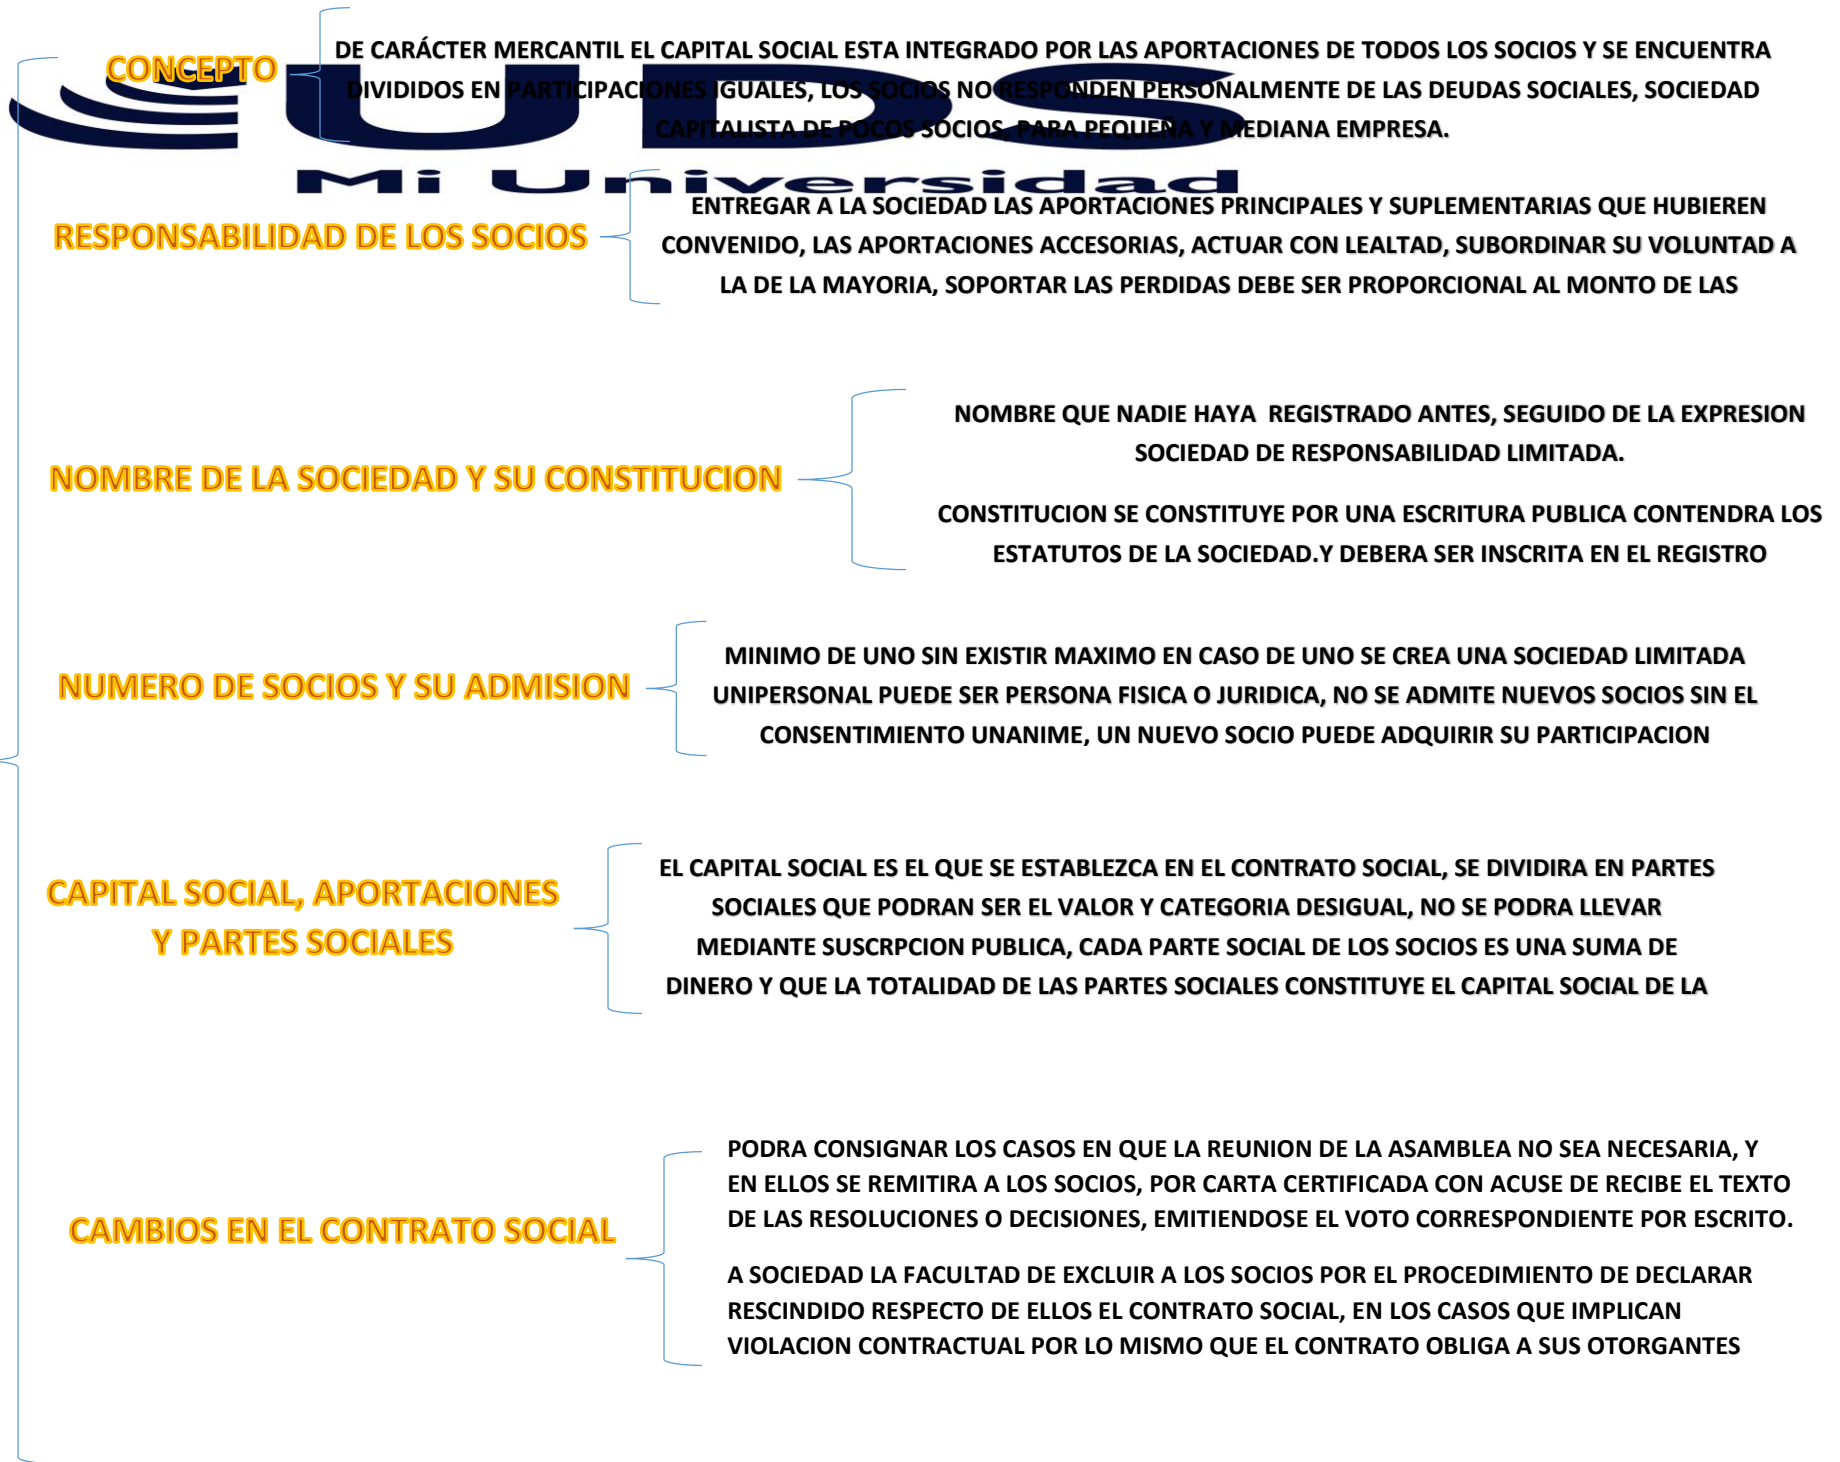 CONCEPTO
DE CARÁCTER MERCANTIL EL CAPITAL SOCIAL ESTA INTEGRADO POR LAS APORTACIONES DE TODOS LOS SOCIOS Y SE ENCUENTRA
DIVIDIDOS EN PARTICIPACIONES IGUALES, LOS SOCIOS NO RESPONDEN PERSONALMENTE DE LAS DEUDAS SOCIALES, SOCIEDAD
CAPITALISTA DE POCOS SOCIOS, PARA PEQUEÑA Y MEDIANA EMPRESA.
UDS
Mi Universidad
RESPONSABILIDAD DE LOS SOCIOS
ENTREGAR A LA SOCIEDAD LAS APORTACIONES PRINCIPALES Y SUPLEMENTARIAS QUE HUBIEREN
CONVENIDO, LAS APORTACIONES ACCESORIAS, ACTUAR CON LEALTAD, SUBORDINAR SU VOLUNTAD A
LA DE LA MAYORIA, SOPORTAR LAS PERDIDAS DEBE SER PROPORCIONAL AL MONTO DE LAS
NOMBRE DE LA SOCIEDAD Y SU CONSTITUCION
NOMBRE QUE NADIE HAYA REGISTRADO ANTES, SEGUIDO DE LA EXPRESION
SOCIEDAD DE RESPONSABILIDAD LIMITADA.
CONSTITUCION SE CONSTITUYE POR UNA ESCRITURA PUBLICA CONTENDRA LOS
ESTATUTOS DE LA SOCIEDAD.Y DEBERA SER INSCRITA EN EL REGISTRO
NUMERO DE SOCIOS Y SU ADMISION
MINIMO DE UNO SIN EXISTIR MAXIMO EN CASO DE UNO SE CREA UNA SOCIEDAD LIMITADA
UNIPERSONAL PUEDE SER PERSONA FISICA O JURIDICA, NO SE ADMITE NUEVOS SOCIOS SIN EL
CONSENTIMIENTO UNANIME, UN NUEVO SOCIO PUEDE ADQUIRIR SU PARTICIPACION
CAPITAL SOCIAL, APORTACIONES
Y PARTES SOCIALES
EL CAPITAL SOCIAL ES EL QUE SE ESTABLEZCA EN EL CONTRATO SOCIAL, SE DIVIDIRA EN PARTES
SOCIALES QUE PODRAN SER EL VALOR Y CATEGORIA DESIGUAL, NO SE PODRA LLEVAR
MEDIANTE SUSCRPCION PUBLICA, CADA PARTE SOCIAL DE LOS SOCIOS ES UNA SUMA DE
DINERO Y QUE LA TOTALIDAD DE LAS PARTES SOCIALES CONSTITUYE EL CAPITAL SOCIAL DE LA
CAMBIOS EN EL CONTRATO SOCIAL
PODRA CONSIGNAR LOS CASOS EN QUE LA REUNION DE LA ASAMBLEA NO SEA NECESARIA, Y
EN ELLOS SE REMITIRA A LOS SOCIOS, POR CARTA CERTIFICADA CON ACUSE DE RECIBE EL TEXTO
DE LAS RESOLUCIONES O DECISIONES, EMITIENDOSE EL VOTO CORRESPONDIENTE POR ESCRITO.
A SOCIEDAD LA FACULTAD DE EXCLUIR A LOS SOCIOS POR EL PROCEDIMIENTO DE DECLARAR
RESCINDIDO RESPECTO DE ELLOS EL CONTRATO SOCIAL, EN LOS CASOS QUE IMPLICAN
VIOLACION CONTRACTUAL POR LO MISMO QUE EL CONTRATO OBLIGA A SUS OTORGANTES